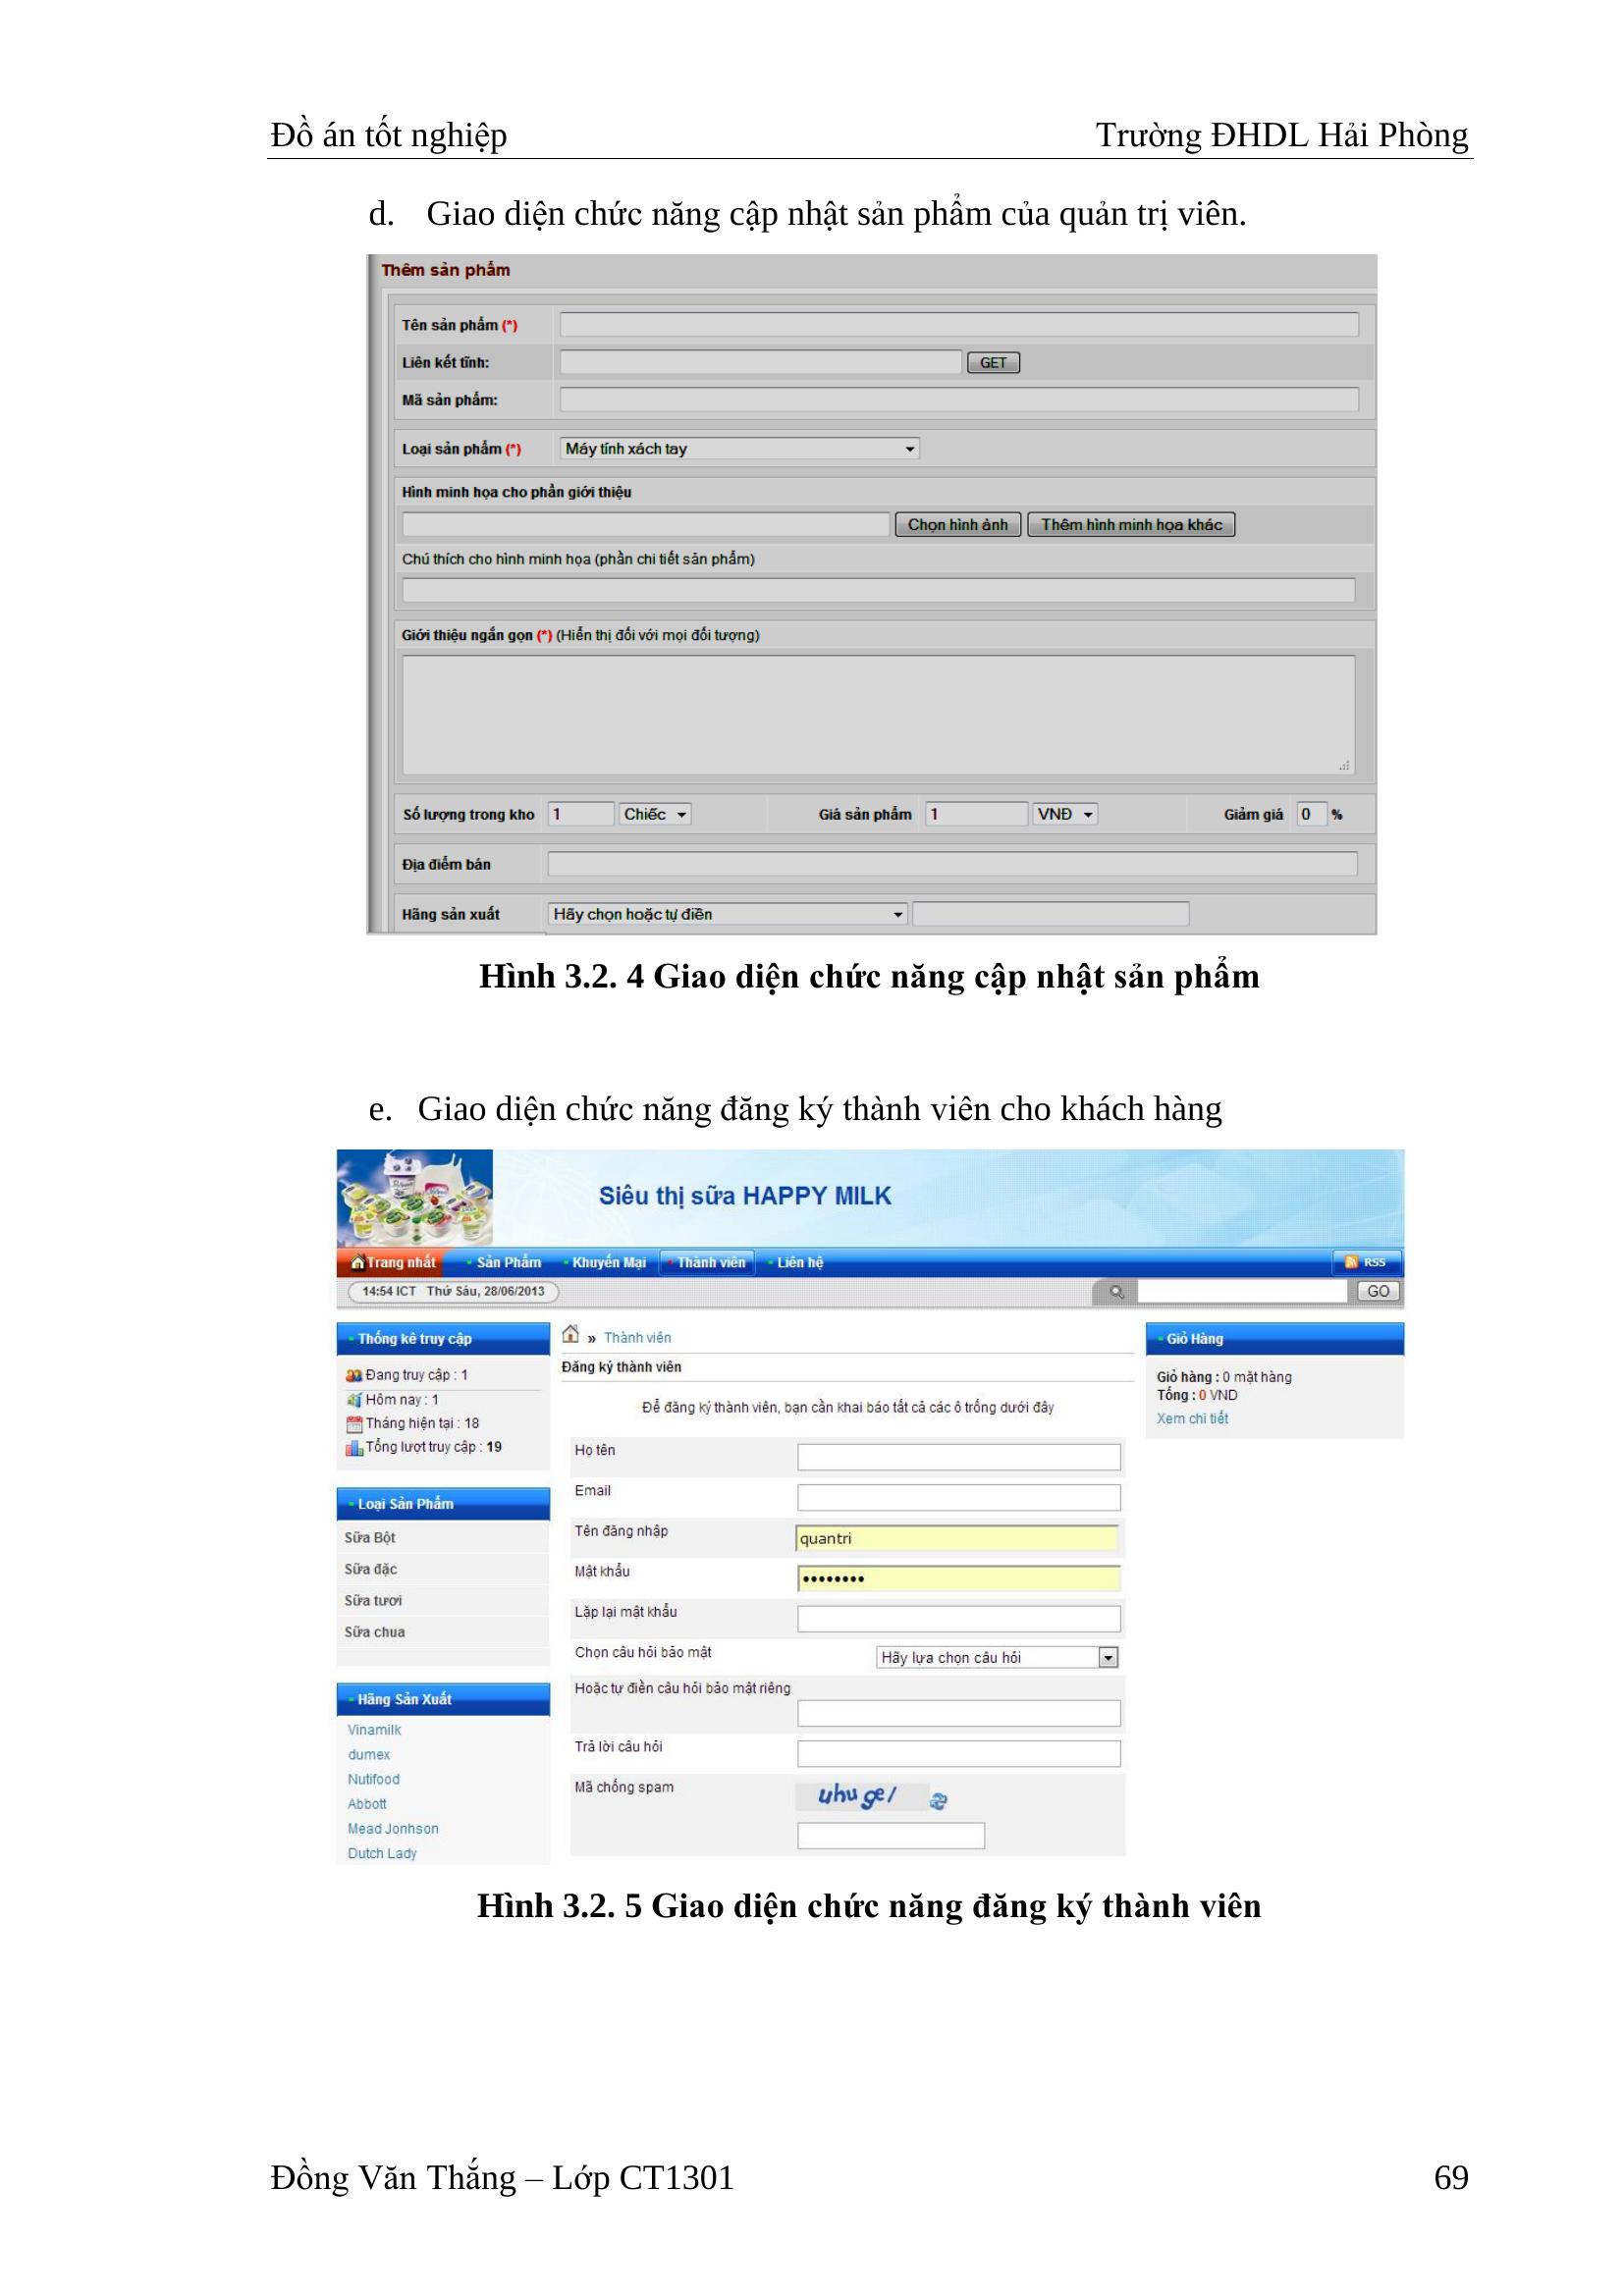 Đồ án tốt nghiệp Trường ĐHDL Hải Phòng
d. Giao diện chức năng cập nhật sản phẩm của quản trị viên.
Thêm sản phẩm
Tên sản phẩm (*)
Liên kết tĩnh: GET
Mã sản phẩm:
Loại sản phẩm (*) Máy tính xách tay
Hình minh họa cho phần giới thiệu
Chọn hình ảnh Thêm hình minh họa khác
Chú thích cho hình minh họa (phần chi tiết sản phẩm)
Giới thiệu ngắn gọn (*) (Hiển thị đối với mọi đối tượng)
Số lượng trong kho 1 Chiếc Giá sản phẩm 1 VNĐ Giảm giá 0 %
Địa điểm bán
Hãng sản xuất Hãy chọn hoặc tự điền
Hình 3.2. 4 Giao diện chức năng cập nhật sản phẩm
e. Giao diện chức năng đăng ký thành viên cho khách hàng
Siêu thị sữa HAPPY MILK
Trang nhất Sản Phẩm Khuyến Mại Thành viên Liên hệ RSS
14:54 ICT Thứ Sáu, 28/06/2013 GO
Thống kê truy cập
Đang truy cập : 1
Hôm nay : 1
Tháng hiện tại : 18
Tổng lượt truy cập : 19
Loại Sản Phẩm
Sữa Bột
Sữa đặc
Sữa tươi
Sữa chua
Hãng Sản Xuất
Vinamilk
dumex
Nutifood
Abbott
Mead Jonhson
Dutch Lady
» Thành viên
Đăng ký thành viên
Để đăng ký thành viên, bạn cần khai báo tất cả các ô trống dưới đây
Họ tên
Email
Tên đăng nhập quantri
Mật khẩu ••••••••
Lặp lại mật khẩu
Chọn câu hỏi bảo mật Hãy lựa chọn câu hỏi
Hoặc tự điền câu hỏi bảo mật riêng
Trả lời câu hỏi
Mã chống spam uhugel
Giỏ Hàng
Giỏ hàng : 0 mặt hàng
Tổng : 0 VND
Xem chi tiết
Hình 3.2. 5 Giao diện chức năng đăng ký thành viên
Đồng Văn Thắng – Lớp CT1301 69